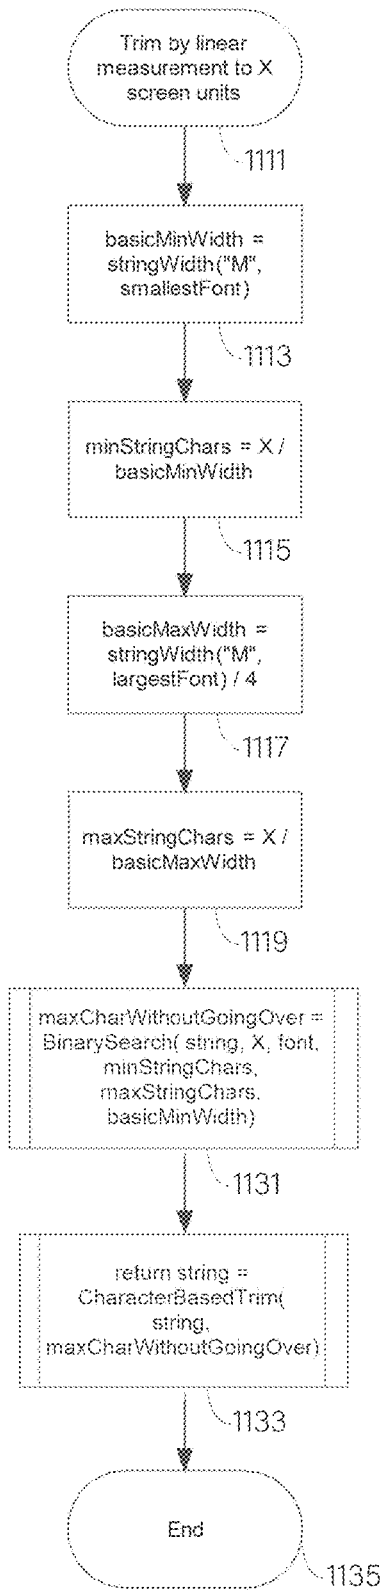 Trim by linear
measurement to X
screen units
1111
basicMinWidth =
stringWidth("M",
smallestFont)
1113
minStringChars = X /
basicMinWidth
1115
basicMaxWidth =
stringWidth("M",
largestFont) / 4
1117
maxStringChars = X /
basicMaxWidth
1119
maxCharWithoutGoingOver =
BinarySearch( string, X, font,
minStringChars,
maxStringChars,
basicMinWidth)
1131
return string =
CharacterBasedTrim(
string,
maxCharWithoutGoingOver)
1133
End
1135